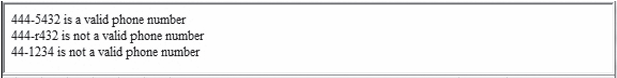 444-5432 is a valid phone number
444-r432 is not a valid phone number
44-1234 is not a valid phone number